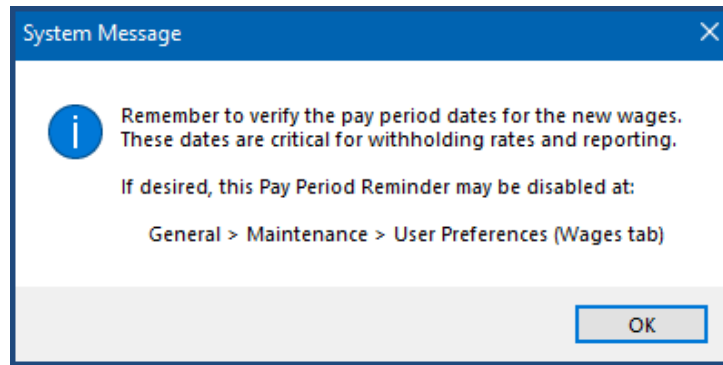 System Message
Remember to verify the pay period dates for the new wages.
These dates are critical for withholding rates and reporting.
If desired, this Pay Period Reminder may be disabled at:
General > Maintenance > User Preferences (Wages tab)
OK